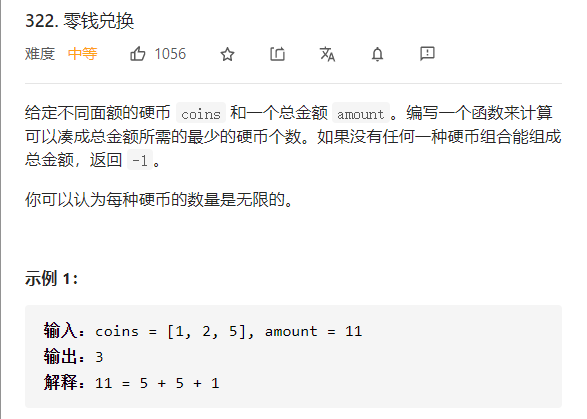 322. 零钱兑换
难度 中等 1056
给定不同面额的硬币 coins 和一个总金额 amount。编写一个函数来计算
可以凑成总金额所需的最少的硬币个数。如果没有任何一种硬币组合能组成
总金额，返回 -1。
你可以认为每种硬币的数量是无限的。
示例 1：
输入：coins = [1, 2, 5], amount = 11
输出：3
解释：11 = 5 + 5 + 1